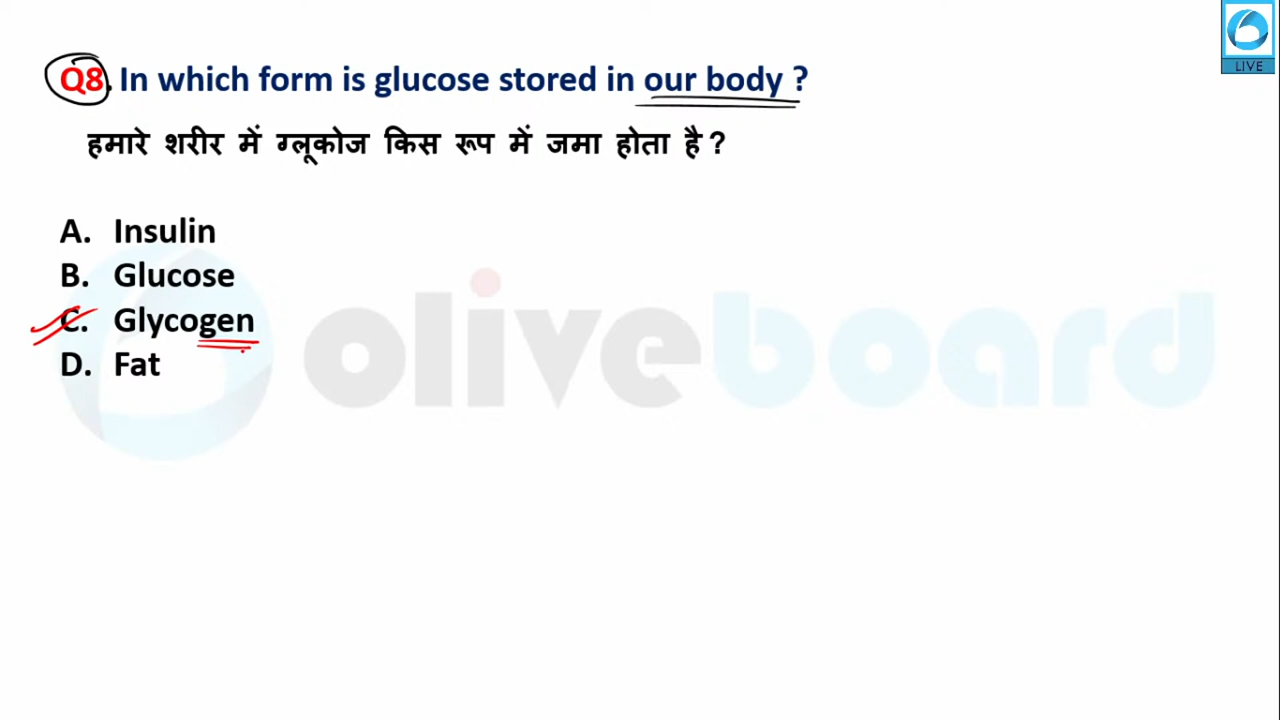 LIVE
Q8. In which form is glucose stored in our body ?
हमारे शरीर में ग्लूकोज किस रूप में जमा होता है ?
A. Insulin
B. Glucose
C. Glycogen
D. Fat
oliveboard